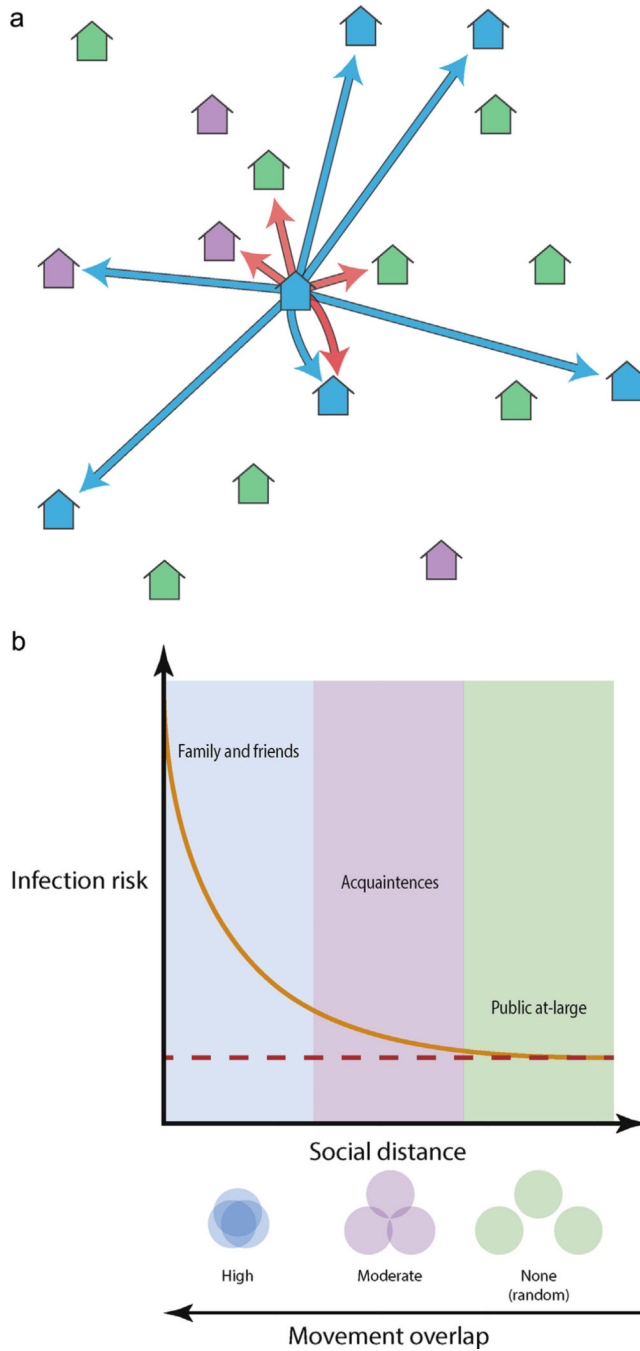 a
b
Family and friends
Infection risk
Acquaintences
Public at-large
Social distance
High
Moderate
None
(random)
Movement overlap